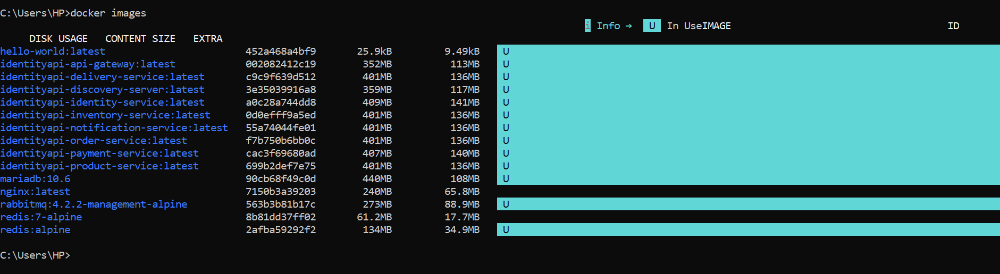 C:\Users\HP>docker images
i Info → U In UseIMAGE ID
DISK USAGE CONTENT SIZE EXTRA
hello-world:latest 452a468a4bf9 25.9kB 9.49kB U
identityapi-api-gateway:latest 002082412c19 352MB 113MB U
identityapi-delivery-service:latest c9c9f639d512 401MB 136MB U
identityapi-discovery-server:latest 3e35039916a8 359MB 117MB U
identityapi-identity-service:latest a0c28a744dd8 409MB 141MB U
identityapi-inventory-service:latest 0d0efff9a5ed 401MB 136MB U
identityapi-notification-service:latest 55a74044fe01 401MB 136MB U
identityapi-order-service:latest f7b750b6bb0c 401MB 136MB U
identityapi-payment-service:latest cac3f69680ad 407MB 140MB U
identityapi-product-service:latest 699b2def7e75 401MB 136MB U
mariadb:10.6 90cb68f49c0d 440MB 108MB U
nginx:latest 7150b3a39203 240MB 65.8MB
rabbitmq:4.2.2-management-alpine 563b3b81b17c 273MB 88.9MB U
redis:7-alpine 8b81dd37ff02 61.2MB 17.7MB
redis:alpine 2afba59292f2 134MB 34.9MB U
C:\Users\HP>